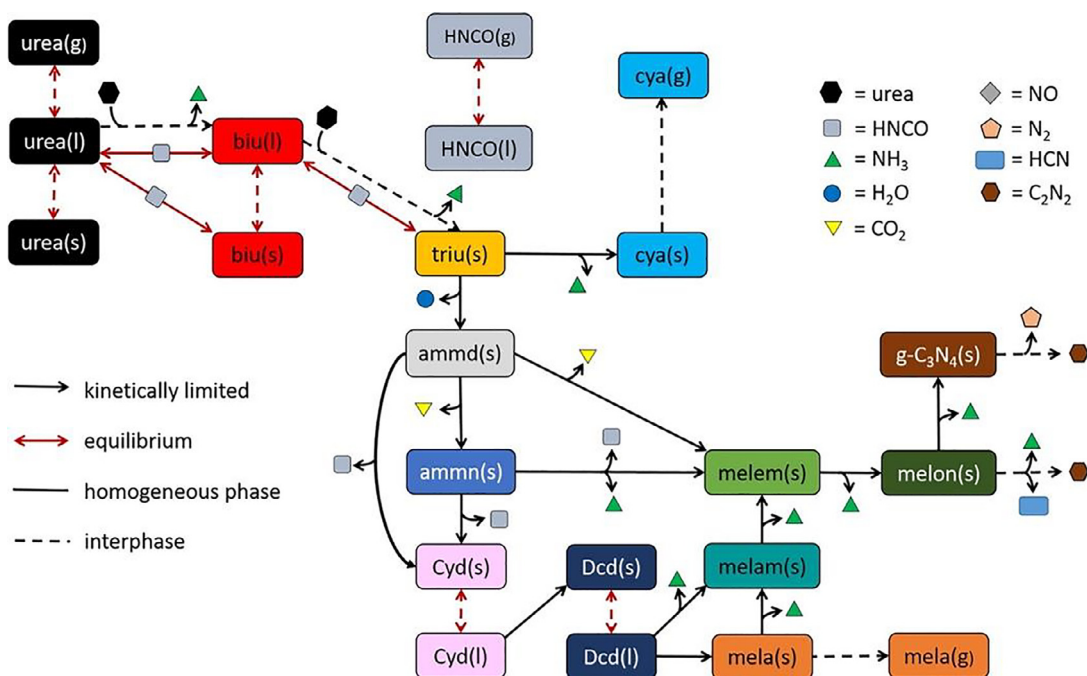 urea(g)
HNCO(g)
cya(g)
= urea
= NO
urea(l)
biu(l)
HNCO(l)
= HNCO
= N2
= NH3
= HCN
= H2O
= C2N2
= CO2
urea(s)
biu(s)
triu(s)
cya(s)
ammd(s)
g-C3N4(s)
kinetically limited
equilibrium
ammn(s)
melem(s)
melon(s)
homogeneous phase
interphase
Cyd(s)
Dcd(s)
melam(s)
Cyd(l)
Dcd(l)
mela(s)
mela(g)